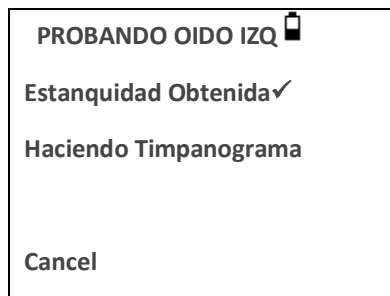 PROBANDO OIDO IZQ
Estanquidad Obtenida✓
Haciendo Timpanograma
Cancel